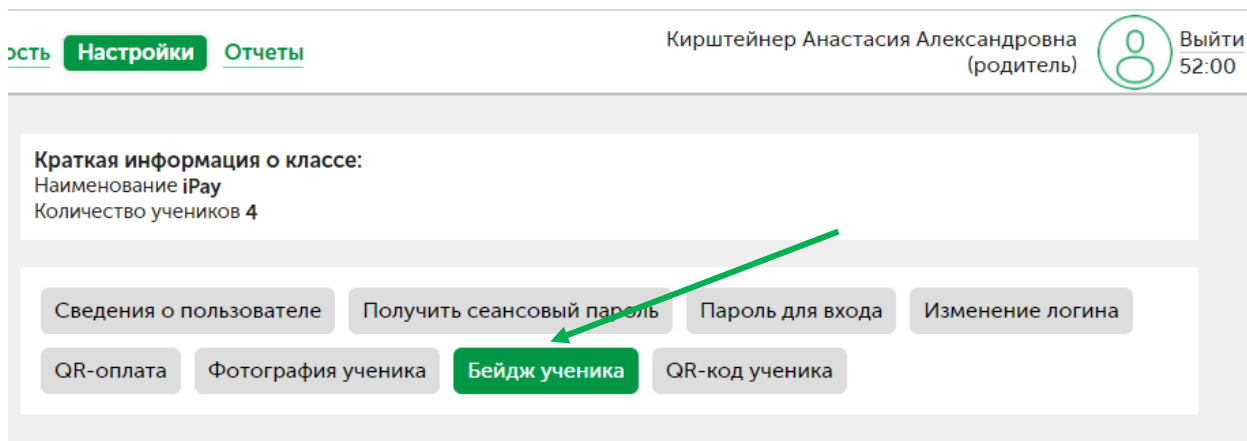 ость Настройки Отчеты
Кирштейнер Анастасия Александровна
(родитель)
Выйти
52:00
Краткая информация о классе:
Наименование iPay
Количество учеников 4
Сведения о пользователе Получить сеансовый пароль Пароль для входа Изменение логина
QR-оплата Фотография ученика Бейдж ученика QR-код ученика